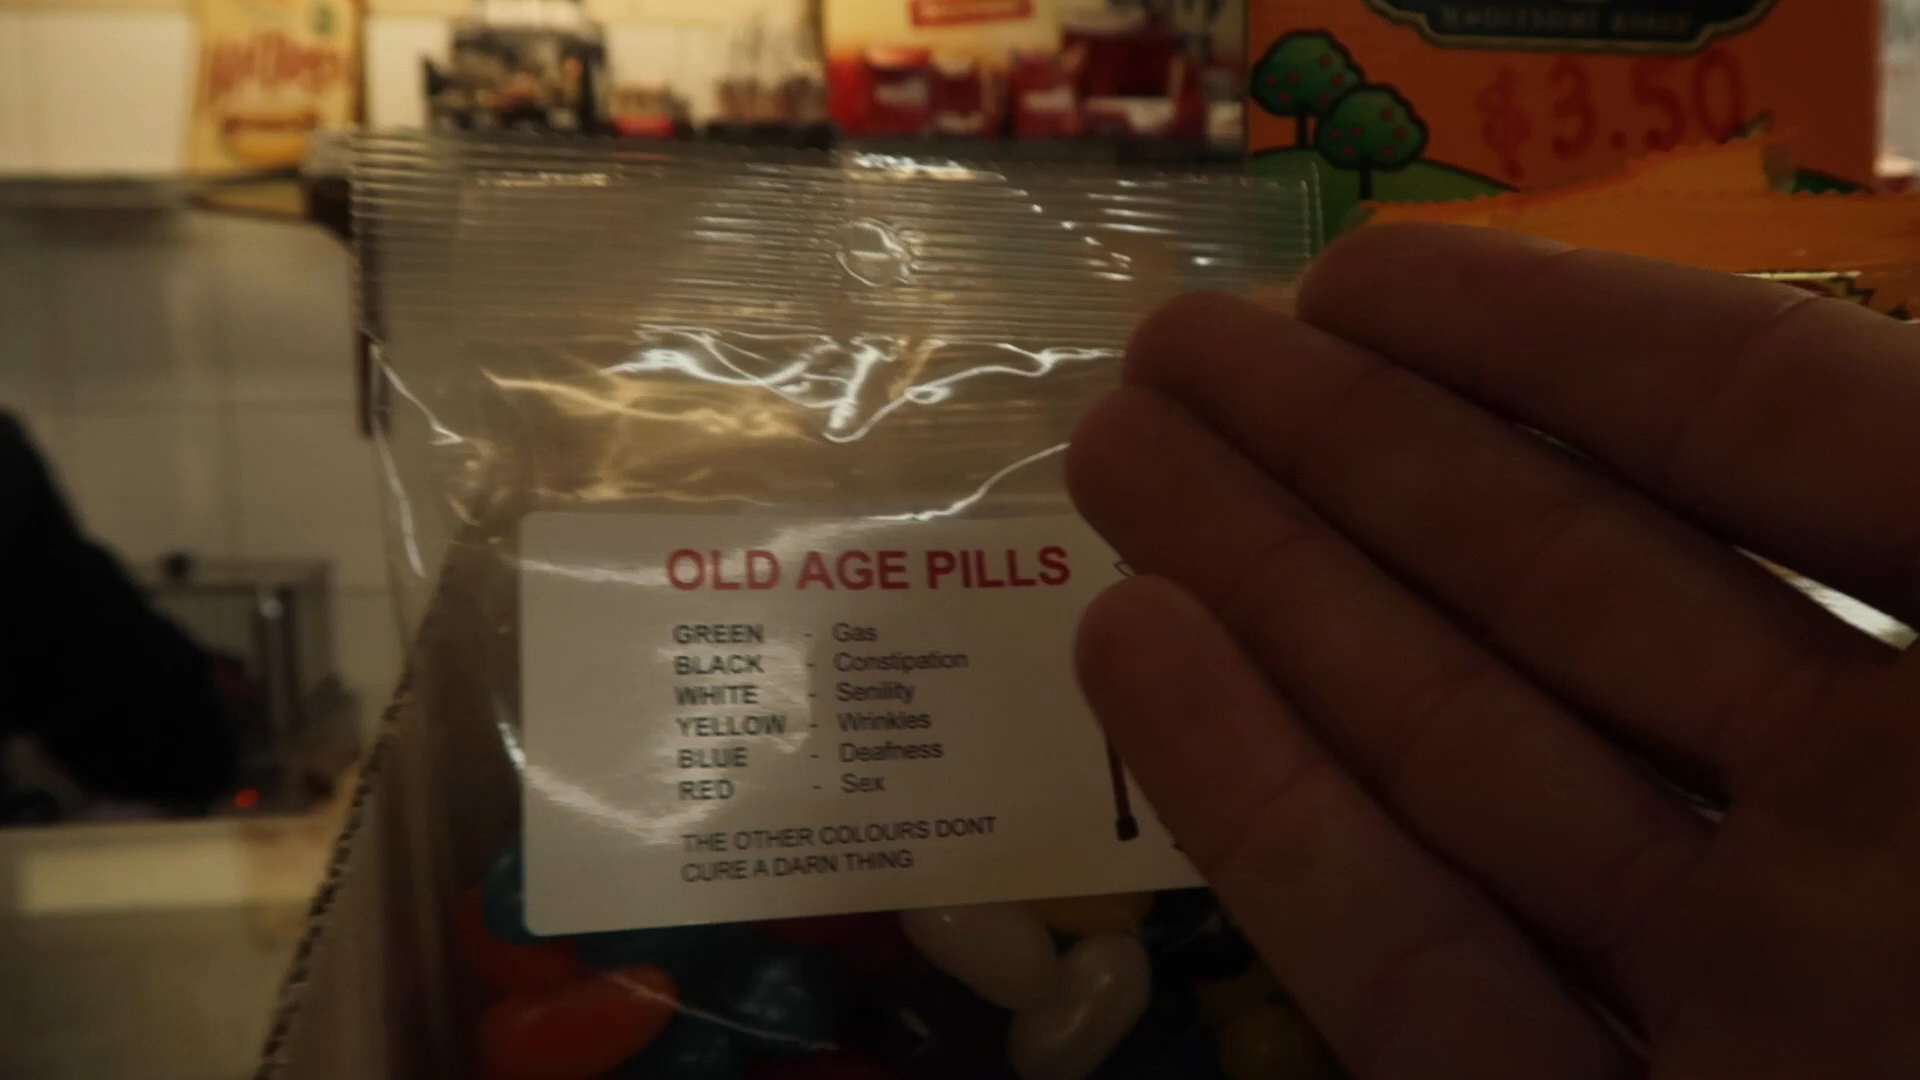 $3.50
OLD AGE PILLS
GREEN - Gas
BLACK - Constipation
WHITE - Senility
YELLOW - Wrinkles
BLUE - Deafness
RED - Sex
THE OTHER COLOURS DONT
CURE A DARN THING